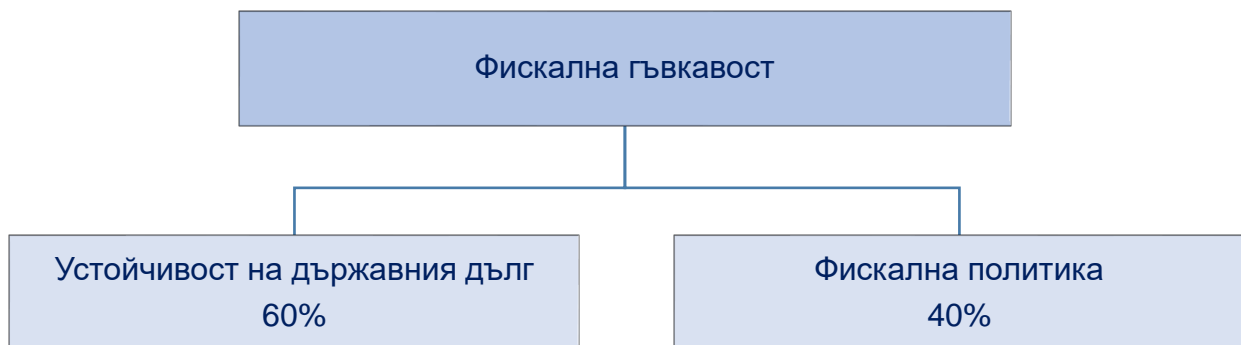 Фискална гъвкавост
Устойчивост на държавния дълг
60%
Фискална политика
40%